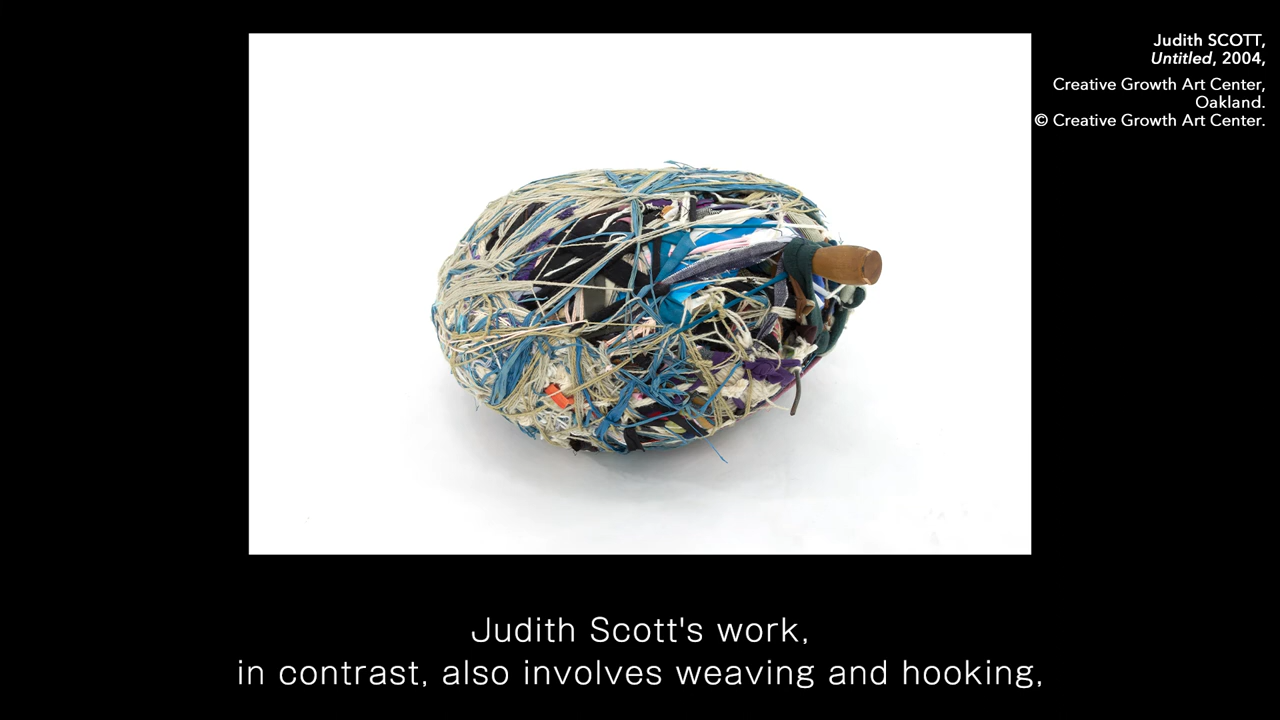 Judith SCOTT,
Untitled, 2004,
Creative Growth Art Center,
Oakland.
© Creative Growth Art Center.
Judith Scott's work,
in contrast, also involves weaving and hooking,